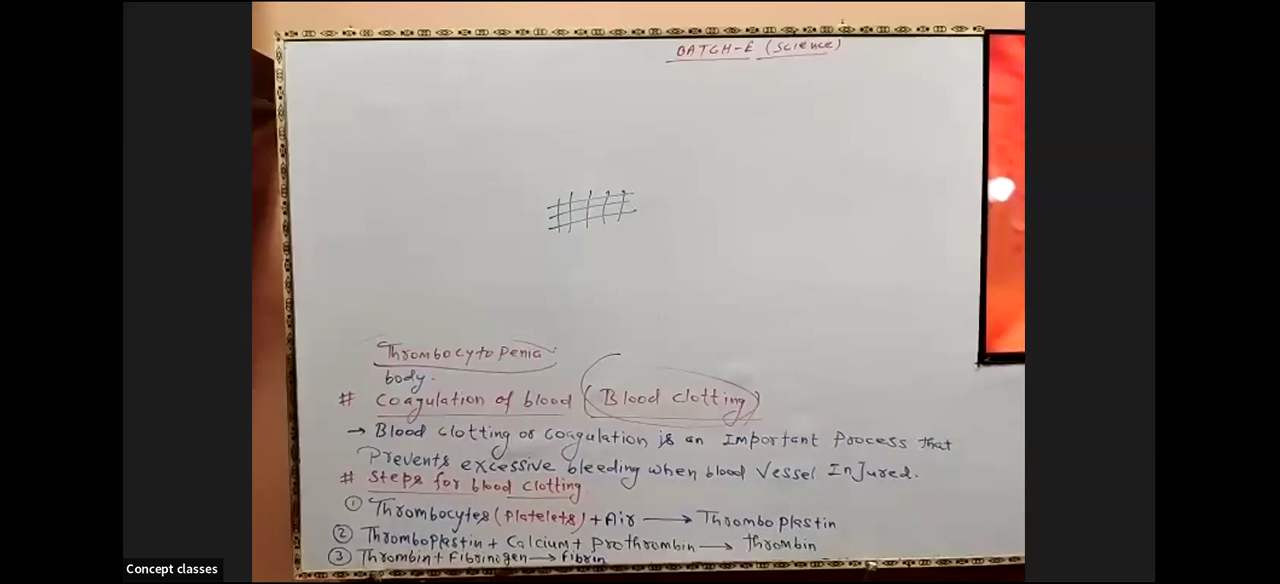 BATCH-E (Science)
Thrombocytopenia
body.
# Coagulation of blood (Blood clotting)
→ Blood clotting or coagulation is an Important Process that
Prevents excessive bleeding when blood Vessel Injured.
# Steps for blood clotting
① Thrombocytes (Platelets) + Air ⟶ Thromboplastin
② Thromboplastin + Calcium + Prothrombin ⟶ thrombin
③ Thrombin + Fibrinogen ⟶ Fibrin
Concept classes